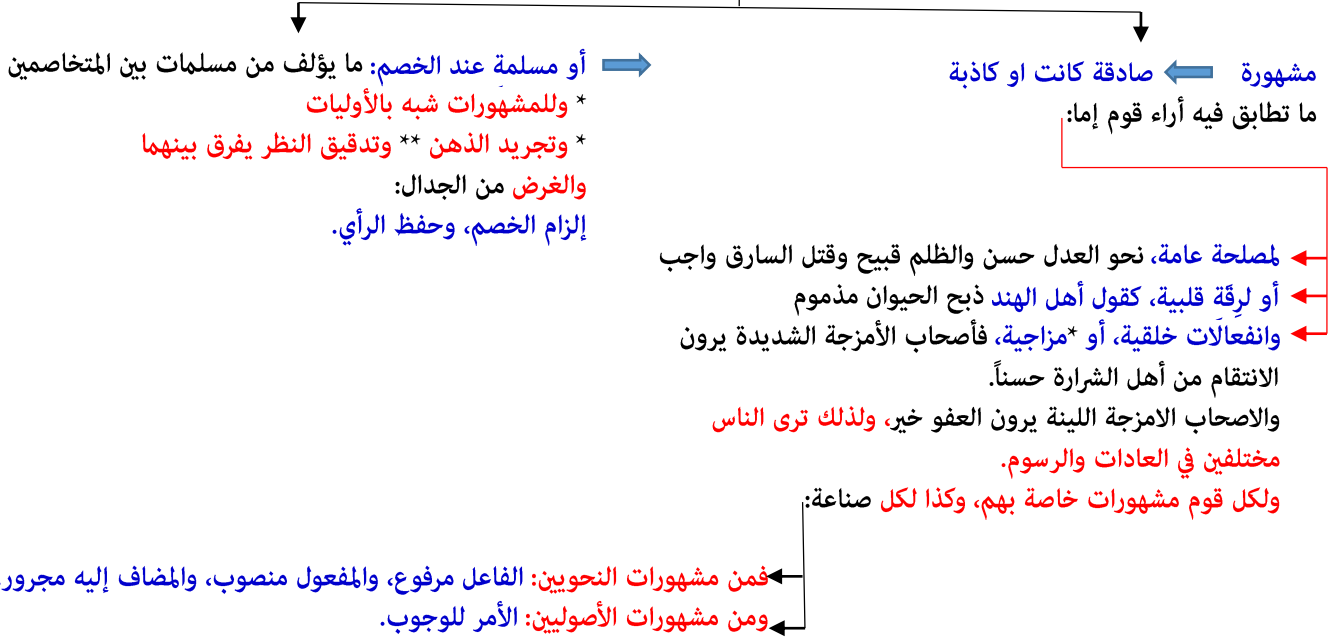 مشهورة صادقة كانت او كاذبة
ما تطابق فيه أراء قوم إما:
لمصلحة عامة، نحو العدل حسن والظلم قبيح وقتل السارق واجب
أو لرِقَّةِ قلبية، كقول أهل الهند ذبح الحيوان مذموم
وانفعالَات خلقية، أو *مزاجية، فأصحاب الأمزجة الشديدة يرون
الانتقام من أهل الشرارة حسناً.
والاصحاب الامزجة اللينة يرون العفو خير، ولذلك ترى الناس
مختلفين في العادات والرسوم.
ولكل قوم مشهورات خاصة بهم، وكذا لكل صناعة:
فمن مشهورات النحويين: الفاعل مرفوع، والمفعول منصوب، والمضاف إليه مجرور.
ومن مشهورات الأصوليين: الأمر للوجوب.
أو مسلمةِ عند الخصم: ما يؤلف من مسلمات بين المتخاصمين
* وللمشهَورات شبه بالأوليات
* وتجريد الذهن ** وتدقيق النظر يفرق بينهما
والغرض من الجدال:
إلزام الخصم، وحفظ الرأي.